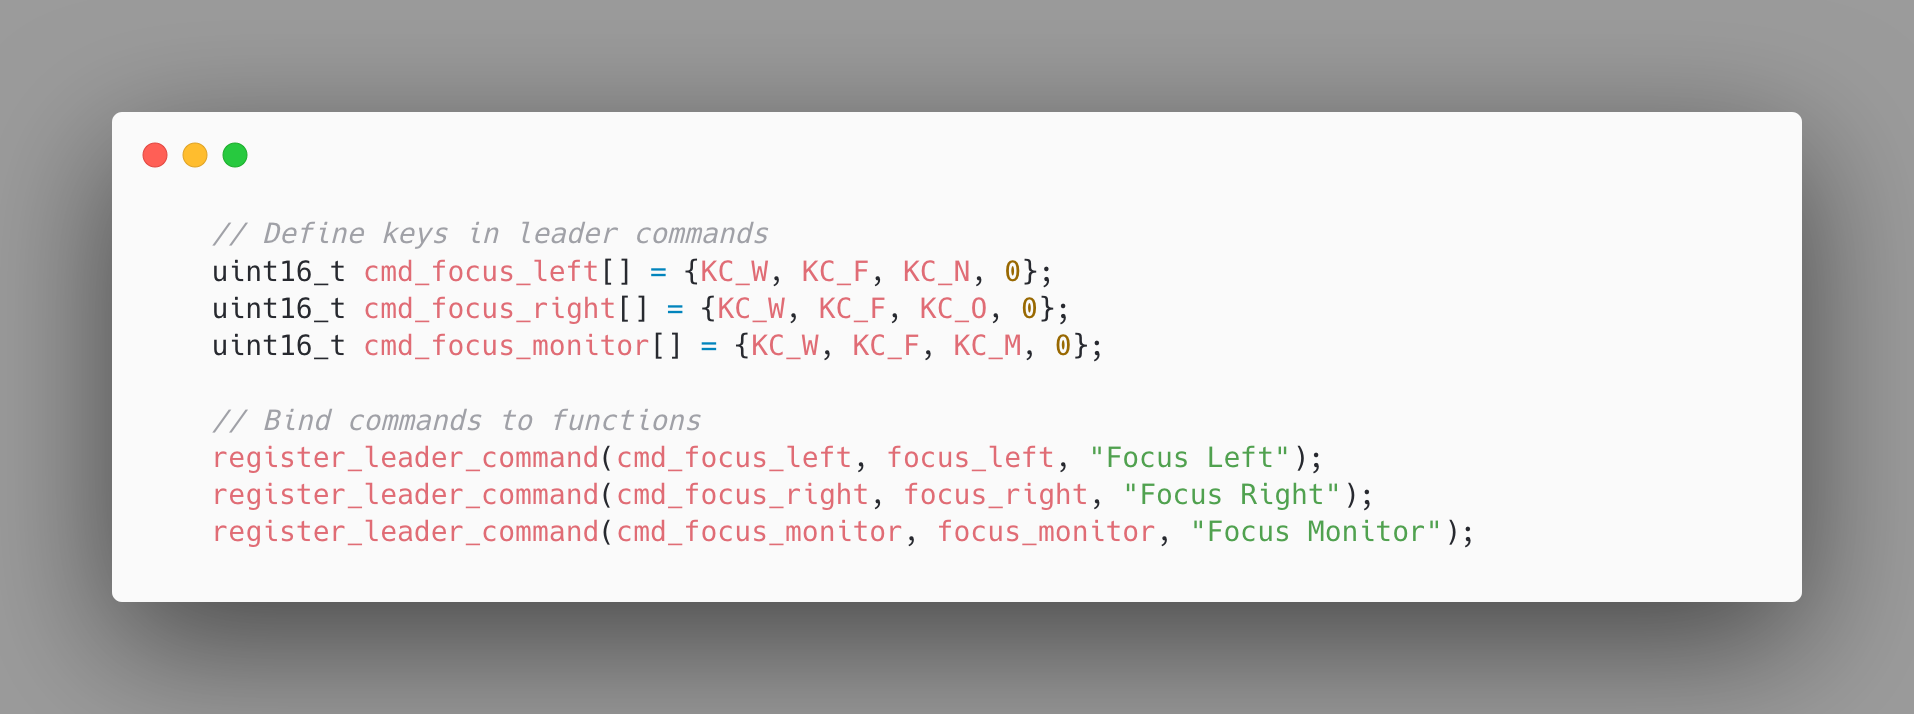 // Define keys in leader commands
uint16_t cmd_focus_left[] = {KC_W, KC_F, KC_N, 0};
uint16_t cmd_focus_right[] = {KC_W, KC_F, KC_O, 0};
uint16_t cmd_focus_monitor[] = {KC_W, KC_F, KC_M, 0};
// Bind commands to functions
register_leader_command(cmd_focus_left, focus_left, "Focus Left");
register_leader_command(cmd_focus_right, focus_right, "Focus Right");
register_leader_command(cmd_focus_monitor, focus_monitor, "Focus Monitor");